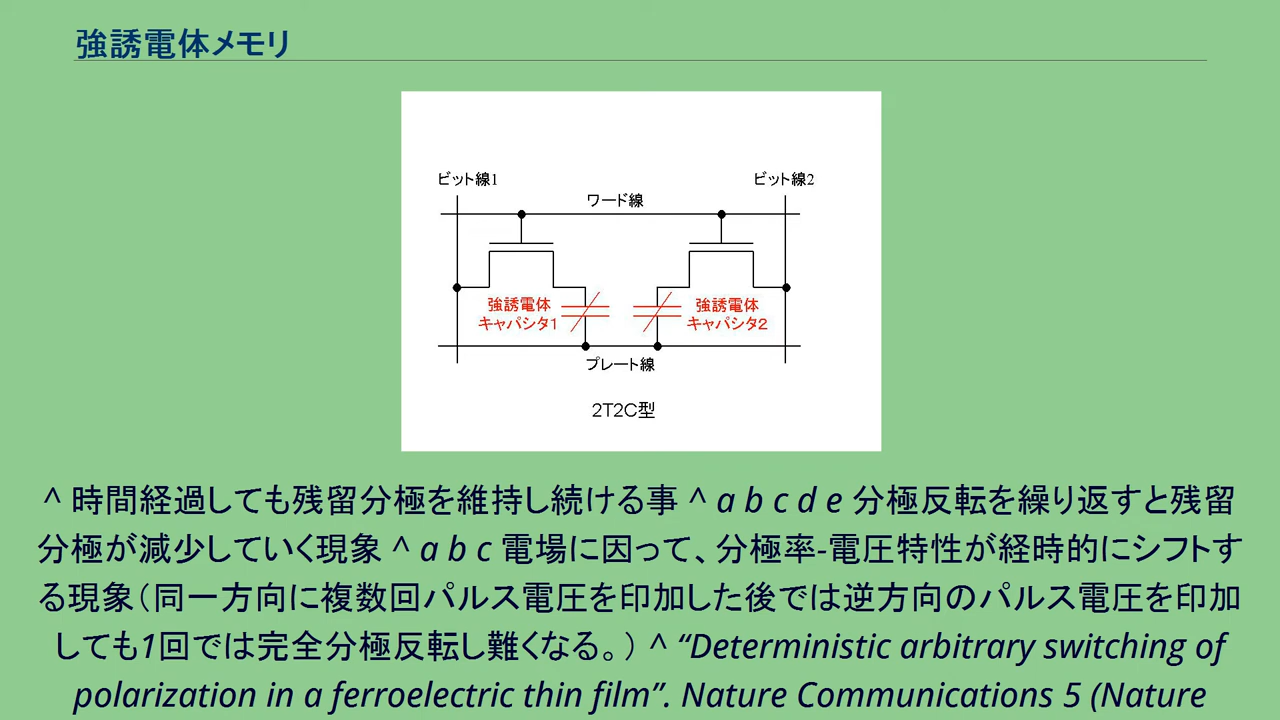 強誘電体メモリ
ビット線1
ビット線2
ワード線
強誘電体
キャパシタ1
強誘電体
キャパシタ2
プレート線
2T2C型
^ 時間経過しても残留分極を維持し続ける事 ^ a b c d e 分極反転を繰り返すと残留
分極が減少していく現象 ^ a b c 電場に因って、分極率-電圧特性が経時的にシフトす
る現象（同一方向に複数回パルス電圧を印加した後では逆方向のパルス電圧を印加
しても1回では完全分極反転し難くなる。） ^ “Deterministic arbitrary switching of
polarization in a ferroelectric thin film”. Nature Communications 5 (Nature